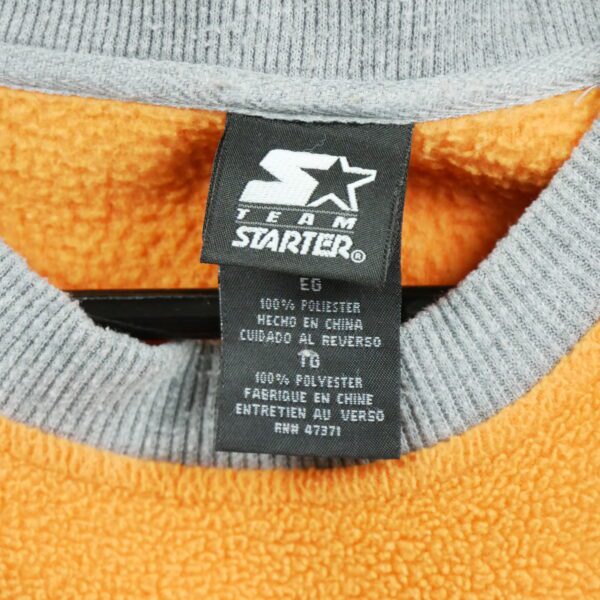 TEAM
STARTER®
EG
100% POLIESTER
HECHO EN CHINA
CUIDADO AL REVERSO
TG
100% POLYESTER
FABRIQUE EN CHINE
ENTRETIEN AU VERSO
RN# 47371